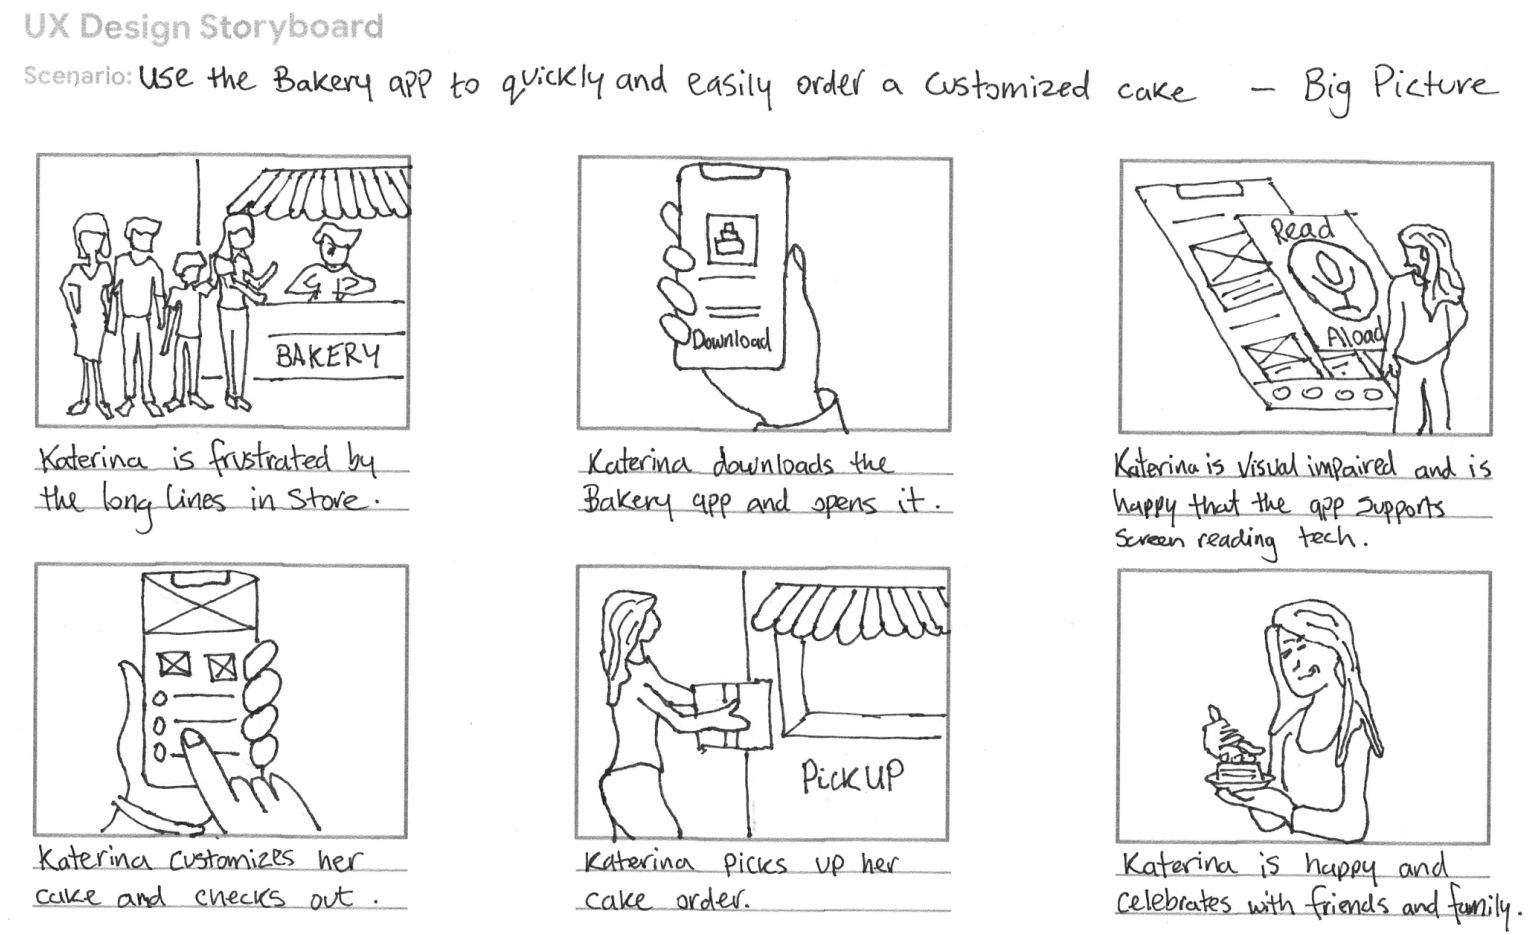 UX Design Storyboard
Scenario: Use the Bakery app to quickly and easily order a customized cake - Big Picture
BAKERY
Download
Read
Aload
Katerina is frustrated by
the long lines in store.
Katerina downloads the
Bakery app and opens it.
Katerina is visual impaired and is
happy that the app supports
screen reading tech.
PICK UP
Katerina customizes her
cake and checks out.
Katerina picks up her
cake order.
Katerina is happy and
celebrates with friends and family.